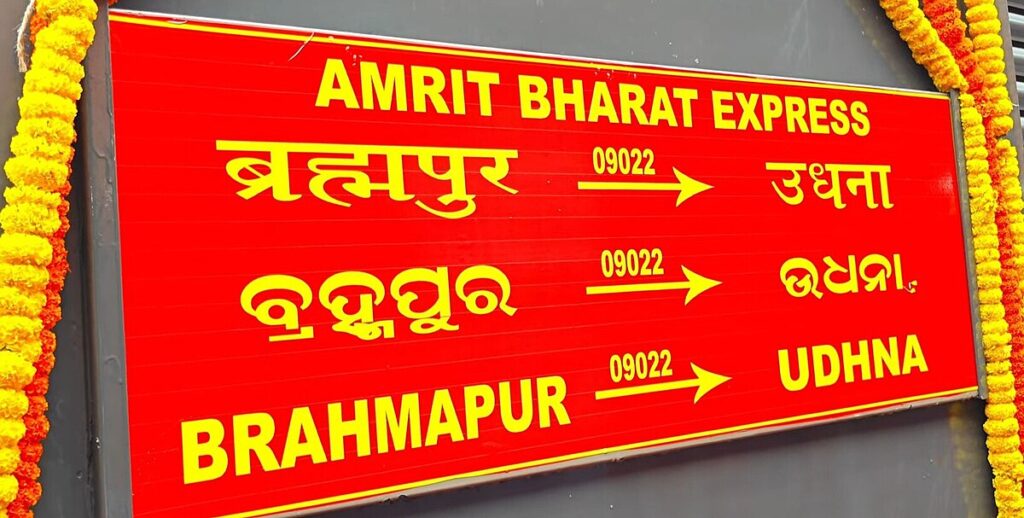 AMRIT BHARAT EXPRESS
ब्रह्मपुर 09022 उधना
ବ୍ରହ୍ମପୁର 09022 ଉଧନା
BRAHMAPUR 09022 UDHNA